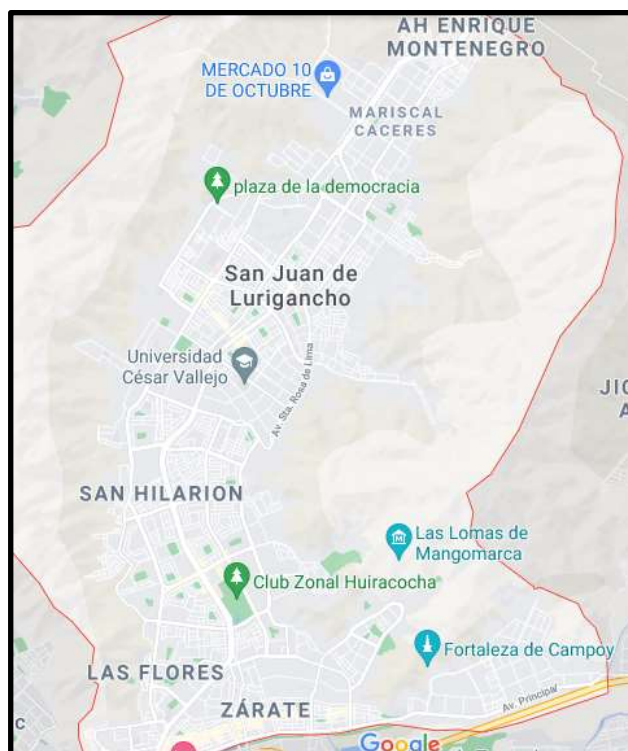 AH ENRIQUE
MONTENEGRO
MERCADO 10
DE OCTUBRE
MARISCAL
CACERES
plaza de la democracia
San Juan de
Lurigancho
Universidad
César Vallejo
Av. Sta. Rosa de Lima
JIC
A
SAN HILARION
Las Lomas de
Mangomarca
Club Zonal Huiracocha
Fortaleza de Campoy
LAS FLORES
Av. Principal
ZÁRATE
C
Google